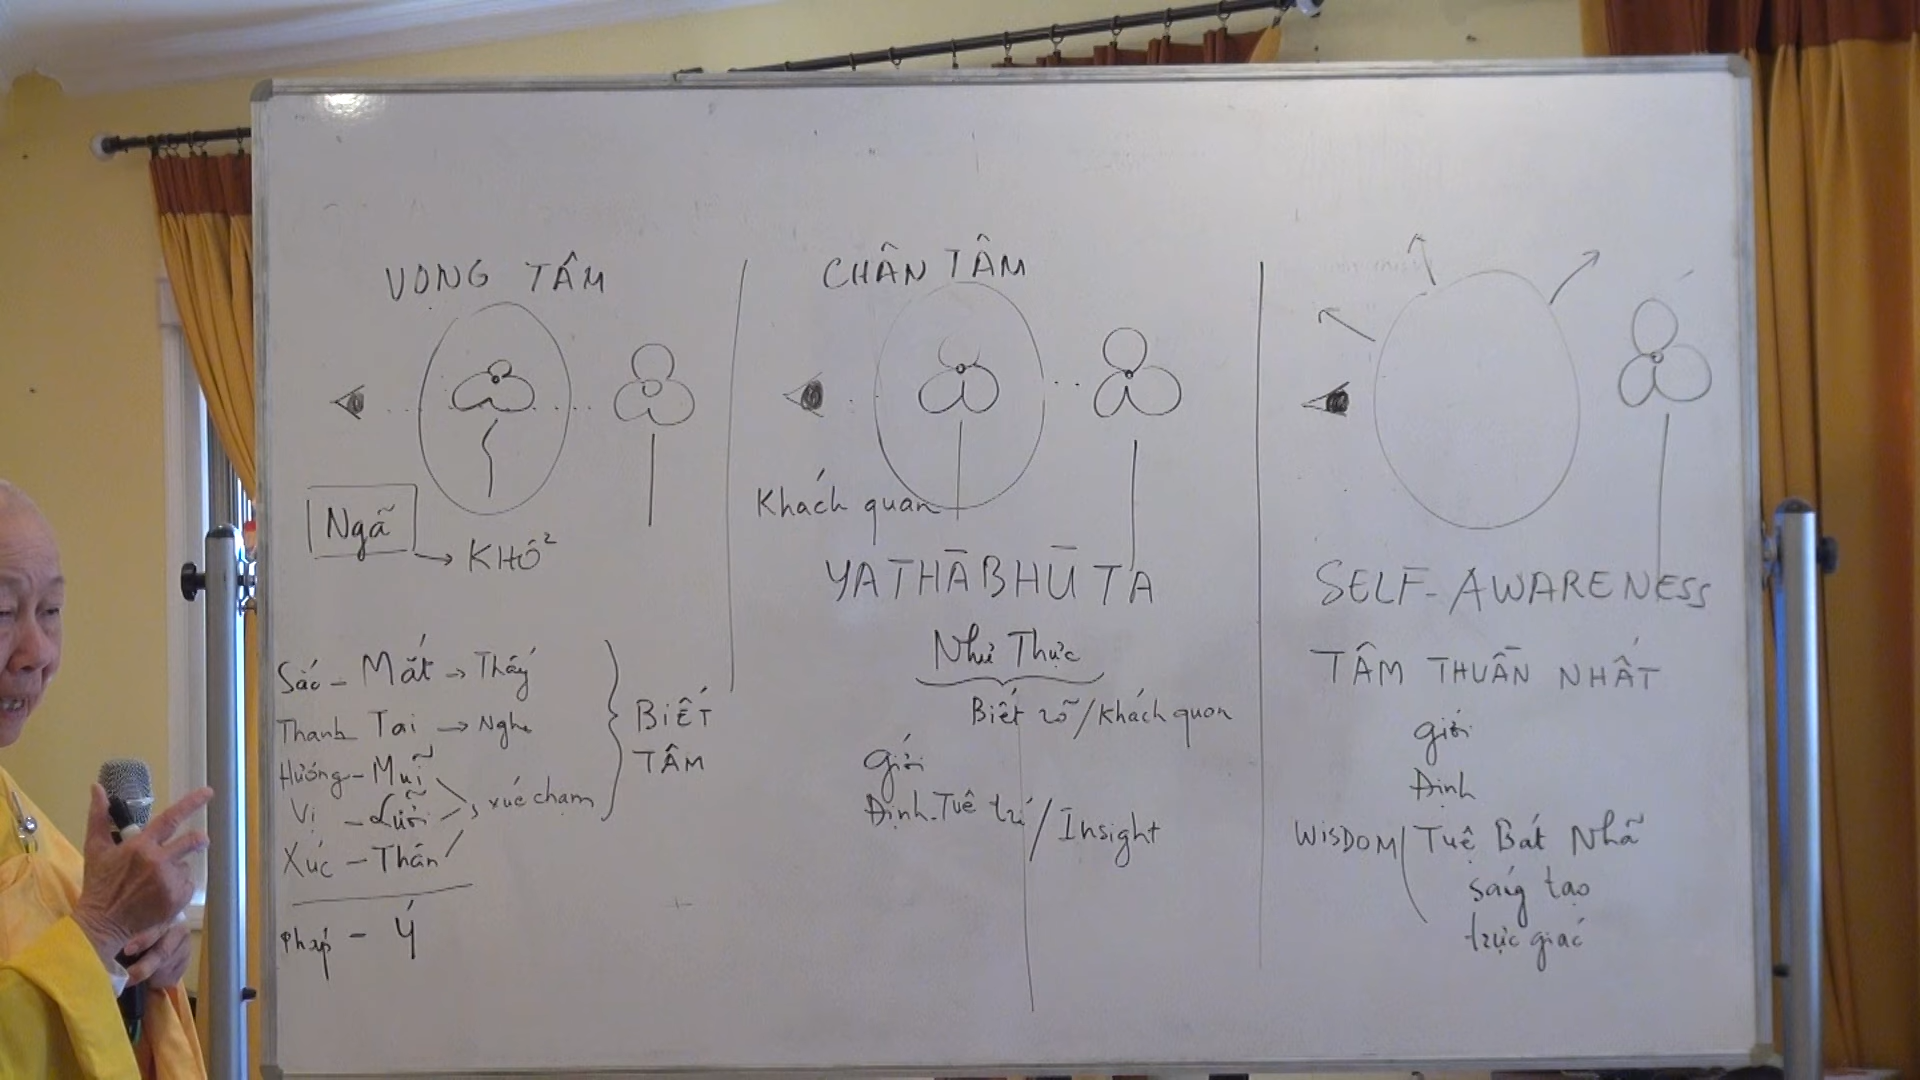 VỌNG TÂM
Ngã
KHỔ²
Sắc - Mắt → Thấy
Thanh Tai → Nghe
Hương - Mũi
Vị - Lưỡi
xúc chạm
Xúc - Thân
Pháp - Ý
BIẾT
TÂM
CHÂN TÂM
Khách quan
YATHĀBHŪTA
Như Thực
Biết rõ / Khách quan
Giới
Định - Tuệ trí / Insight
SELF-AWARENESS
TÂM THUẦN NHẤT
Giới
Định
WISDOM Tuệ Bát Nhã
sáng tạo
trực giác